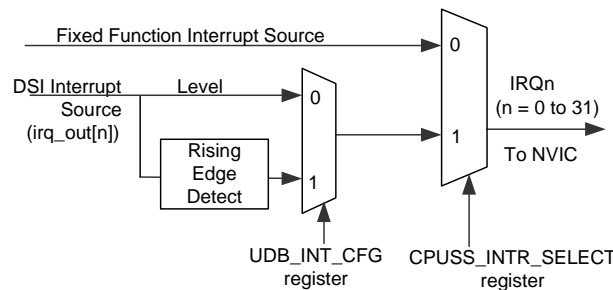 Fixed Function Interrupt Source
0
DSI Interrupt
Source
(irq_out[n])
Level
0
IRQn
(n = 0 to 31)
1
To NVIC
Rising
Edge
Detect
1
UDB_INT_CFG
register
CPUSS_INTR_SELECT
register